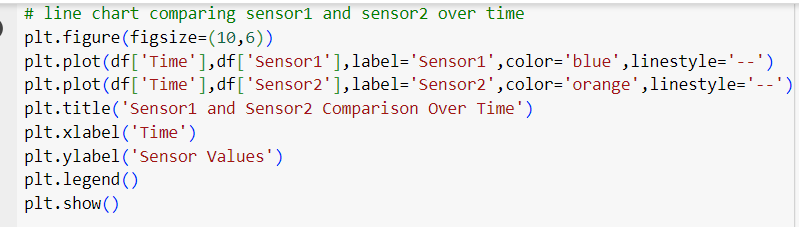 # line chart comparing sensor1 and sensor2 over time
plt.figure(figsize=(10,6))
plt.plot(df['Time'],df['Sensor1'],label='Sensor1',color='blue',linestyle='--')
plt.plot(df['Time'],df['Sensor2'],label='Sensor2',color='orange',linestyle='--')
plt.title('Sensor1 and Sensor2 Comparison Over Time')
plt.xlabel('Time')
plt.ylabel('Sensor Values')
plt.legend()
plt.show()